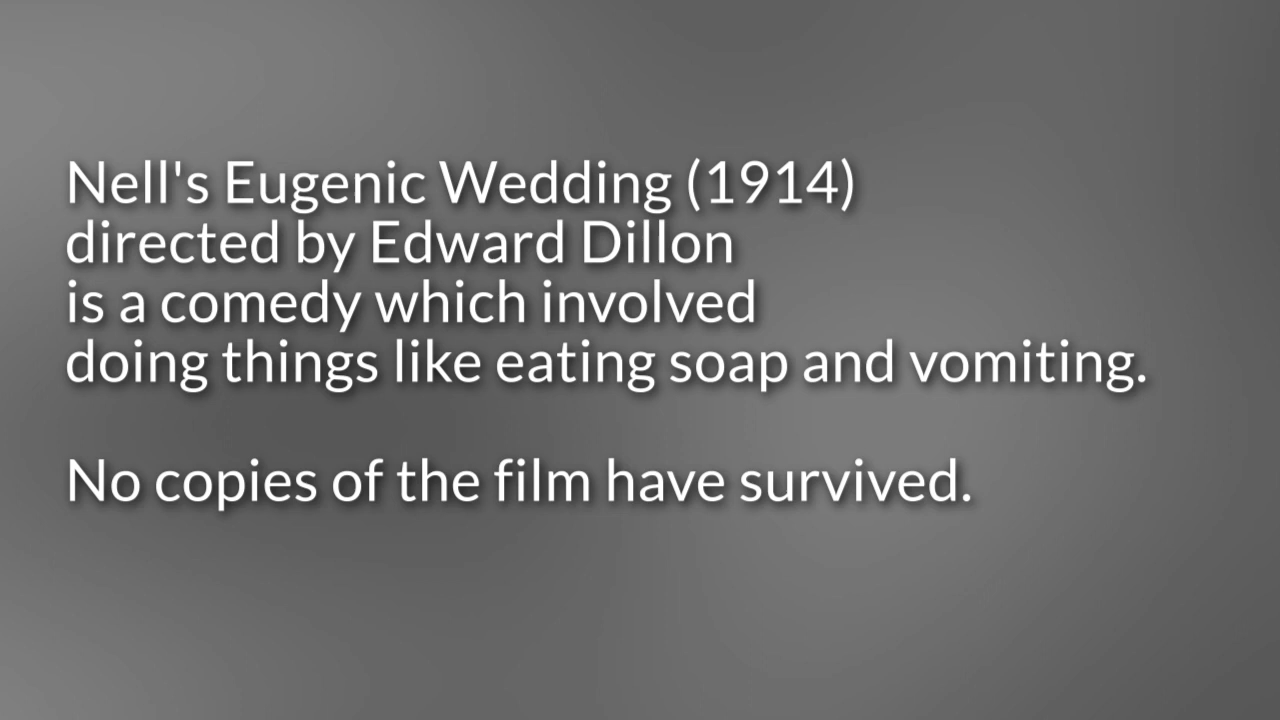 Nell's Eugenic Wedding (1914)
directed by Edward Dillon
is a comedy which involved
doing things like eating soap and vomiting.
No copies of the film have survived.